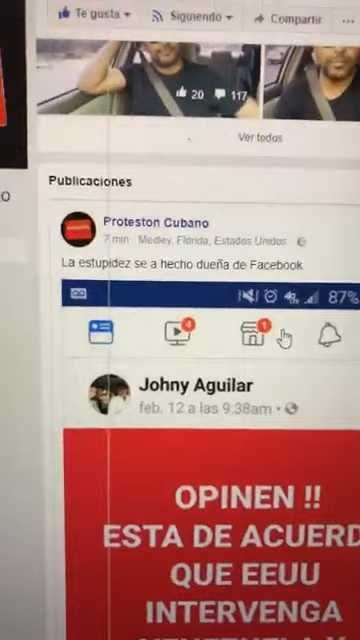 Te gusta
Siguiendo
Compartir
20
117
Ver todos
Publicaciones
Proteston Cubano
7 min · Medley, Florida, Estados Unidos ·
La estupidez se a hecho dueña de Facebook
87%
4
1
Johny Aguilar
feb. 12 a las 9:38am ·
OPINEN !!
ESTA DE ACUERD
QUE EEUU
INTERVENGA